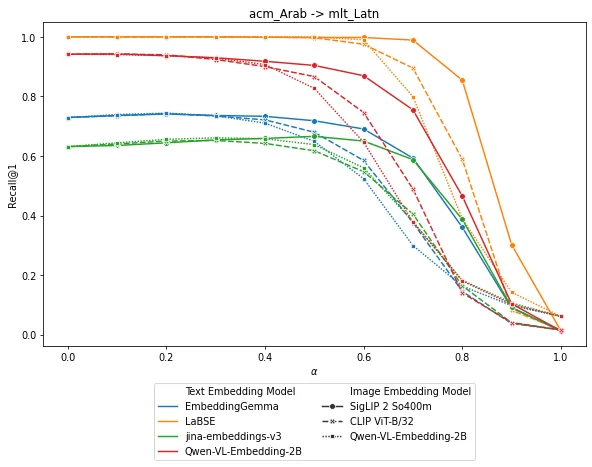 acm_Arab -> mlt_Latn
1.0
0.8
0.6
0.4
0.2
0.0
Recall@1
0.0 0.2 0.4 0.6 0.8 1.0
α
Text Embedding Model Image Embedding Model
EmbeddingGemma SigLIP 2 So400m
LaBSE CLIP ViT-B/32
jina-embeddings-v3 Qwen-VL-Embedding-2B
Qwen-VL-Embedding-2B